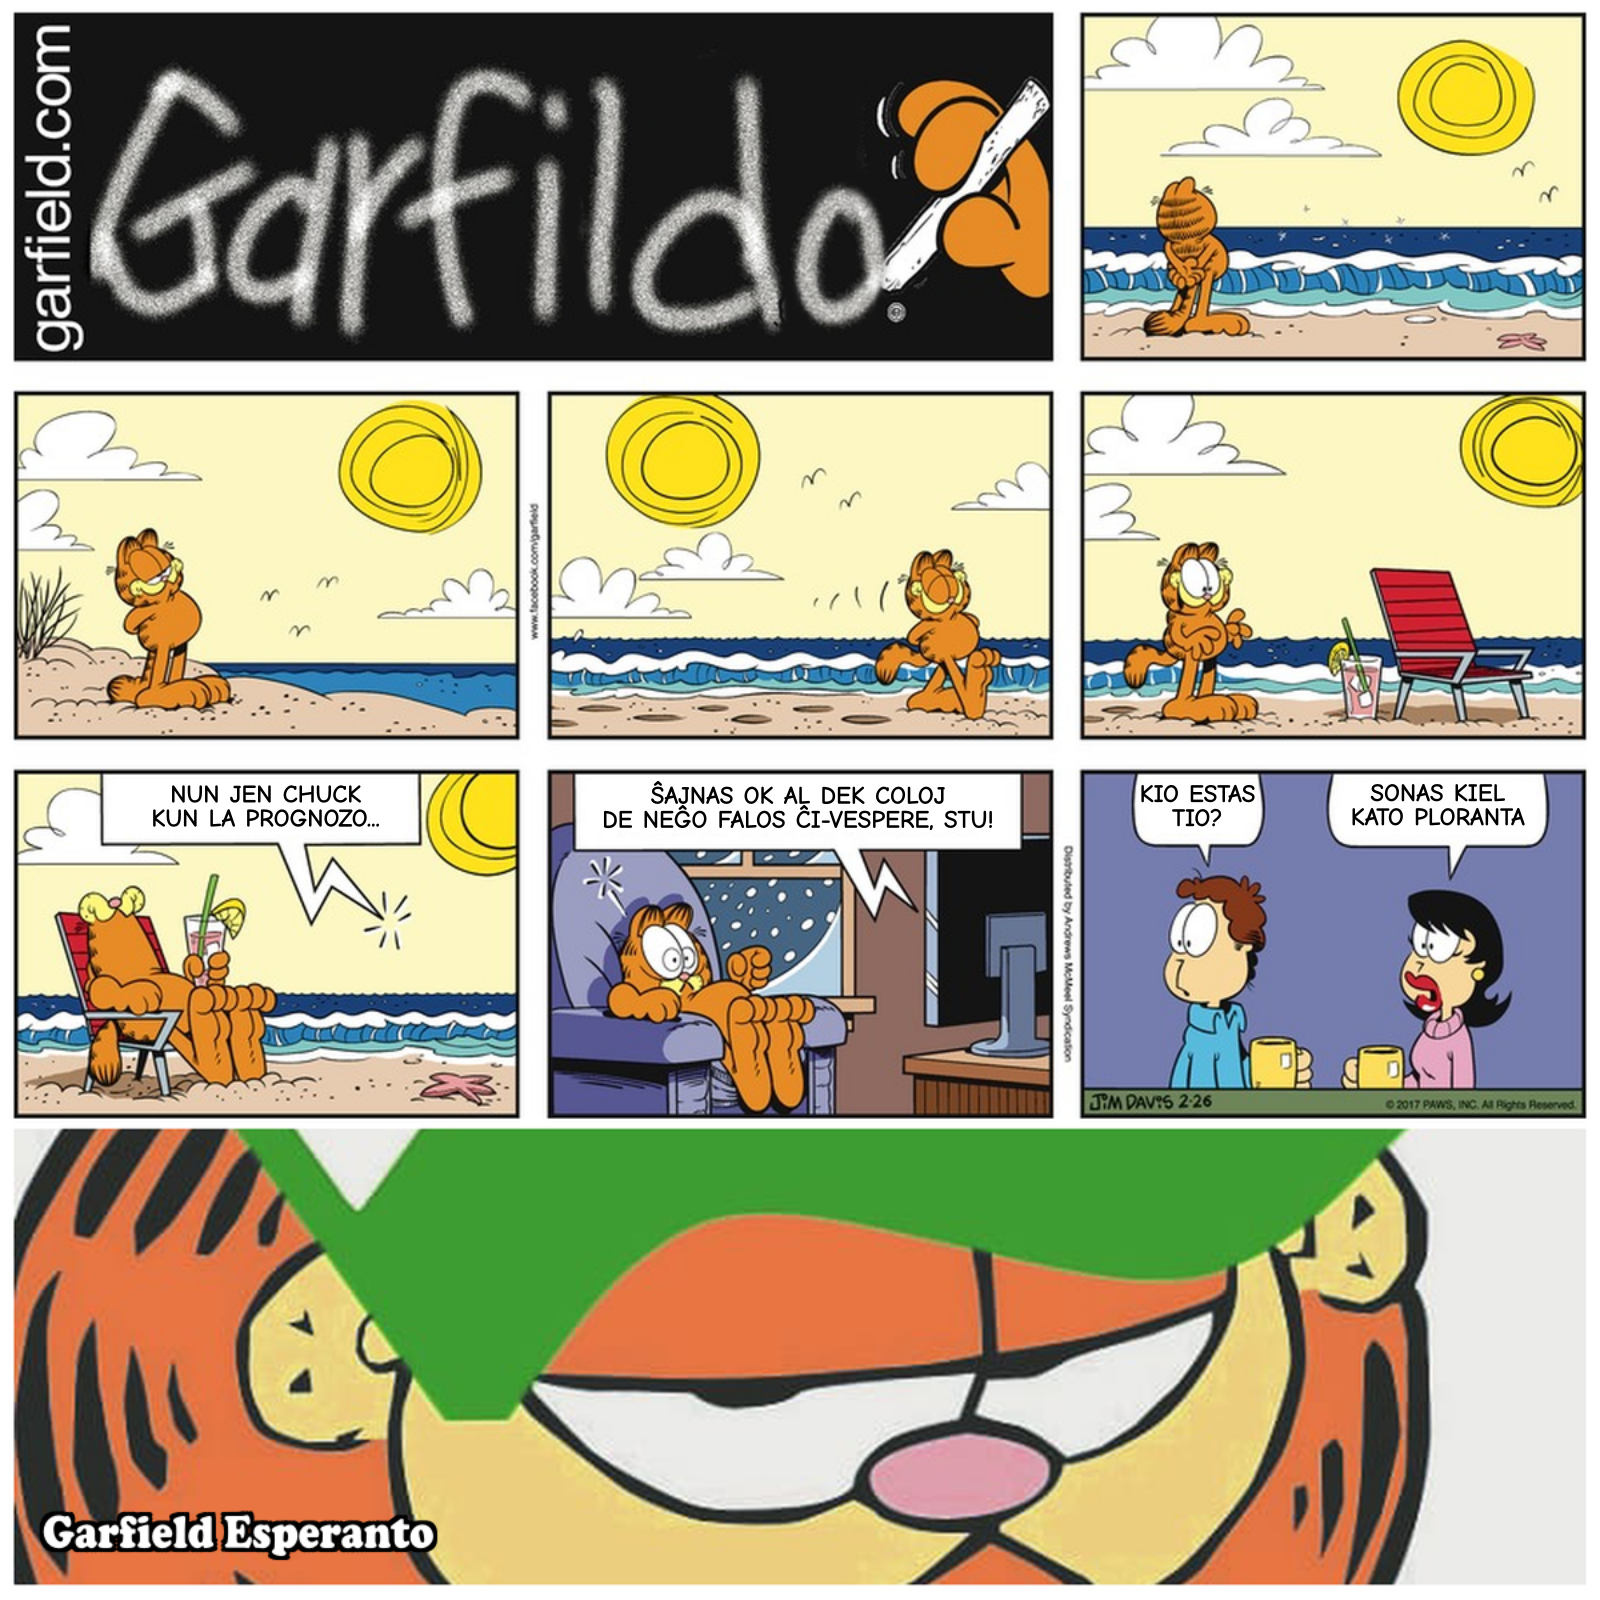 garfield.com
Garfildo
www.facebook.com/garfield
NUN JEN CHUCK
KUN LA PROGNOZO...
ŜAJNAS OK AL DEK COLOJ
DE NEĜO FALOS ĈI-VESPERE, STU!
Distributed by Andrews McMeel Syndication
KIO ESTAS
TIO?
SONAS KIEL
KATO PLORANTA
JIM DAVIS 2-26
© 2017 PAWS, INC. All Rights Reserved.
Garfield Esperanto